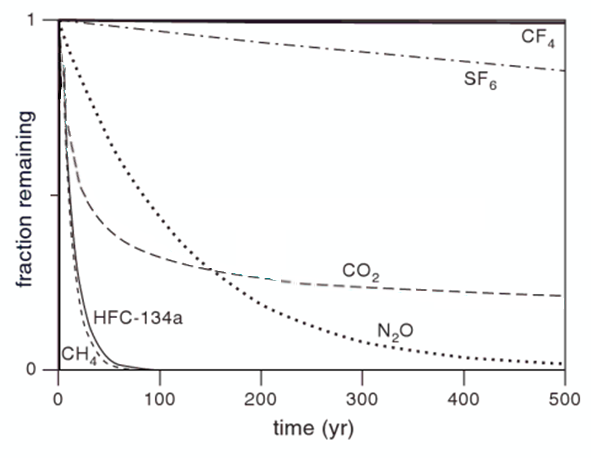 1
CF₄
SF₆
fraction remaining
CO₂
HFC-134a
N₂O
CH₄
0
0 100 200 300 400 500
time (yr)